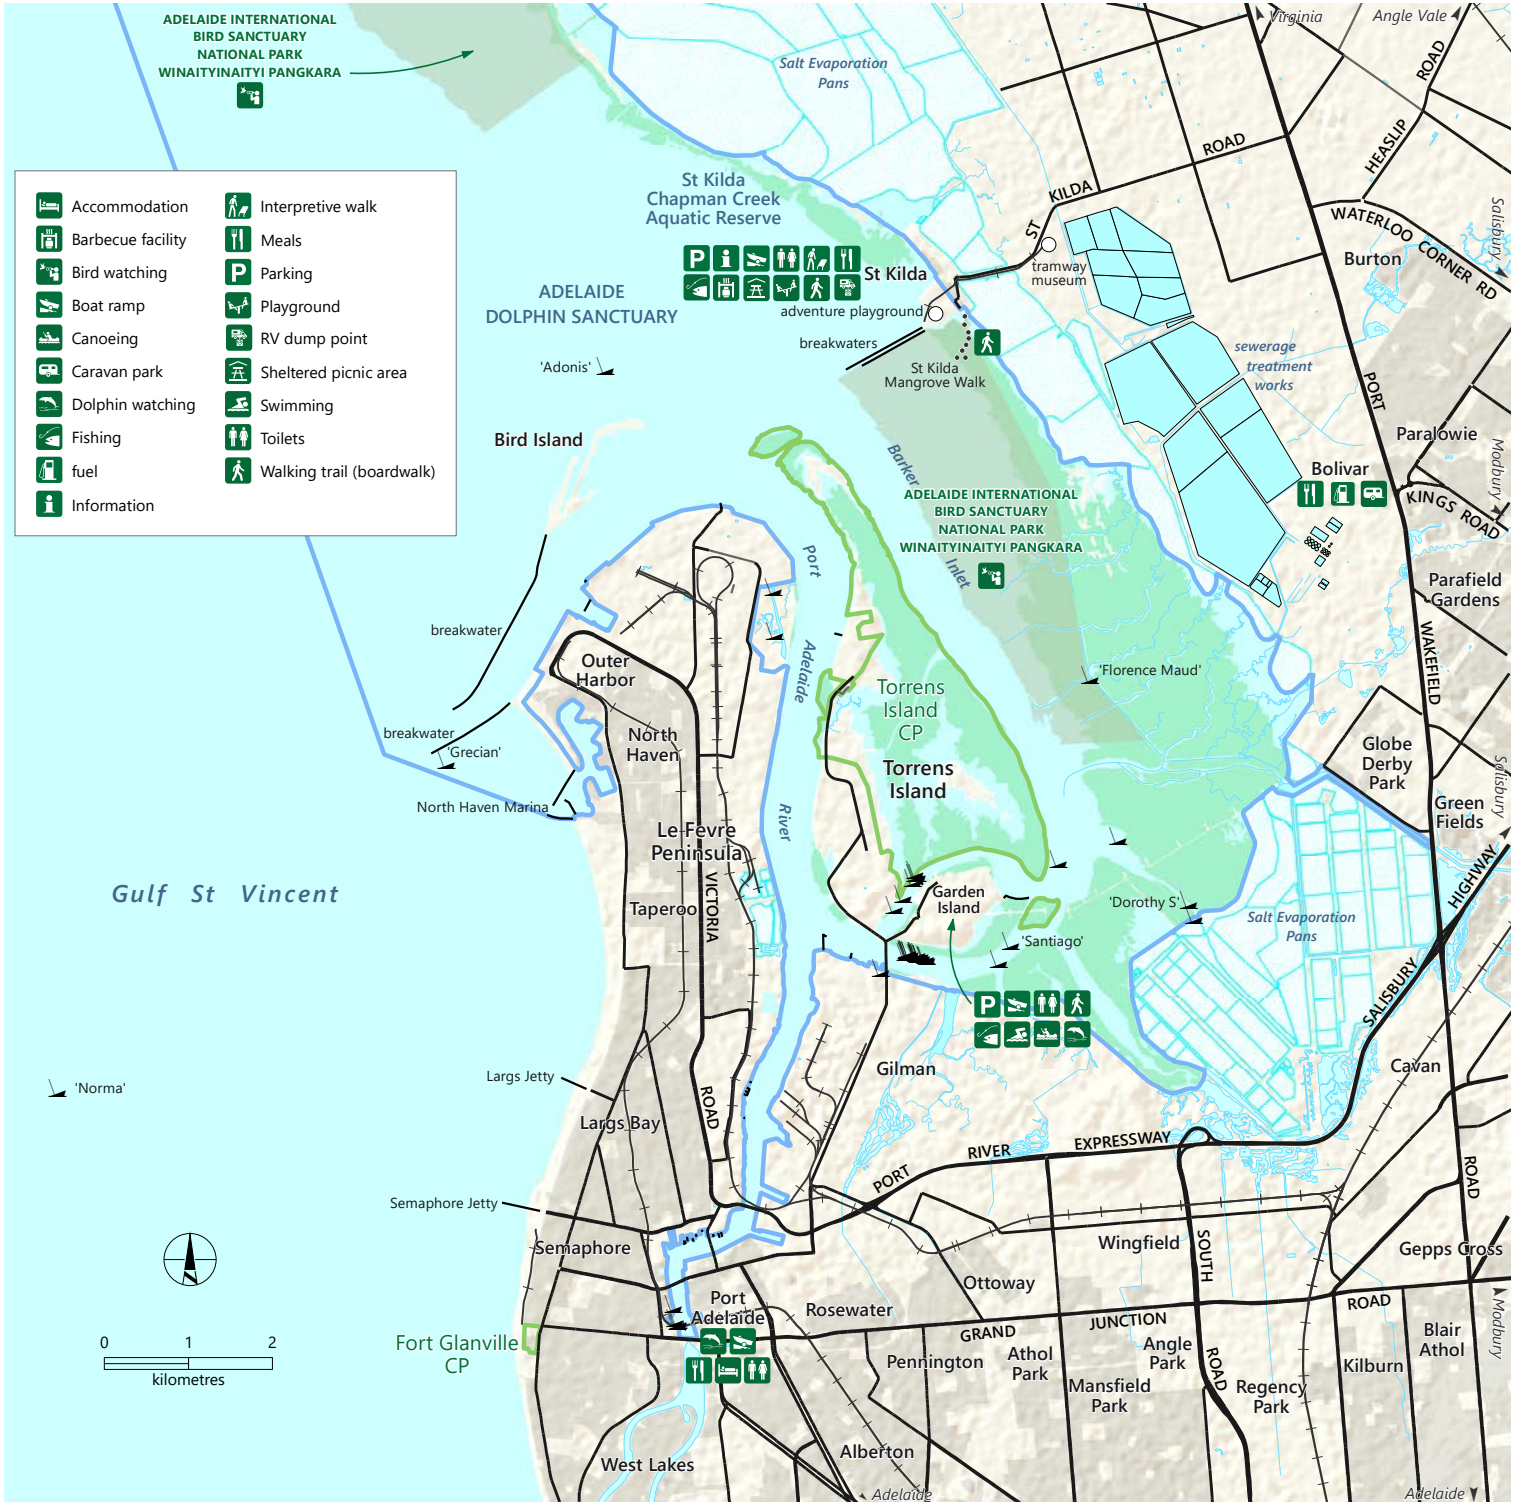 ADELAIDE INTERNATIONAL
BIRD SANCTUARY
NATIONAL PARK
WINAITYINAITYI PANGKARA
Salt Evaporation
Pans
Virginia
Angle Vale
ROAD
HEASLIP
ROAD
KILDA
ST
WATERLOO CORNER RD
Salisbury
Burton
Accommodation
Barbecue facility
Bird watching
Boat ramp
Canoeing
Caravan park
Dolphin watching
Fishing
fuel
Information
Interpretive walk
Meals
Parking
Playground
RV dump point
Sheltered picnic area
Swimming
Toilets
Walking trail (boardwalk)
St Kilda
Chapman Creek
Aquatic Reserve
P
St Kilda
tramway
museum
ADELAIDE
DOLPHIN SANCTUARY
adventure playground
breakwaters
St Kilda
Mangrove Walk
'Adonis'
sewerage
treatment
works
PORT
Bird Island
Barker
Inlet
Paralowie
Modbury
Bolivar
KINGS ROAD
ADELAIDE INTERNATIONAL
BIRD SANCTUARY
NATIONAL PARK
WINAITYINAITYI PANGKARA
Port
Adelaide
River
Parafield
Gardens
WAKEFIELD
breakwater
Outer
Harbor
'Florence Maud'
Torrens
Island
CP
breakwater
'Grecian'
North
Haven
Torrens
Island
Globe
Derby
Park
Salisbury
North Haven Marina
Green
Fields
Le Fevre
Peninsula
VICTORIA
HIGHWAY
Gulf St Vincent
Taperoo
Garden
Island
'Dorothy S'
Salt Evaporation
Pans
'Santiago'
SALISBURY
P
Gilman
Cavan
'Norma'
Largs Jetty
ROAD
Largs Bay
PORT
RIVER
EXPRESSWAY
ROAD
Semaphore Jetty
Semaphore
Wingfield
SOUTH
Gepps Cross
Ottoway
Port
Adelaide
Rosewater
GRAND
JUNCTION
ROAD
Modbury
0 1 2
kilometres
Fort Glanville
CP
Pennington
Athol
Park
Angle
Park
ROAD
Blair
Athol
Kilburn
Mansfield
Park
Regency
Park
West Lakes
Alberton
Adelaide
Adelaide